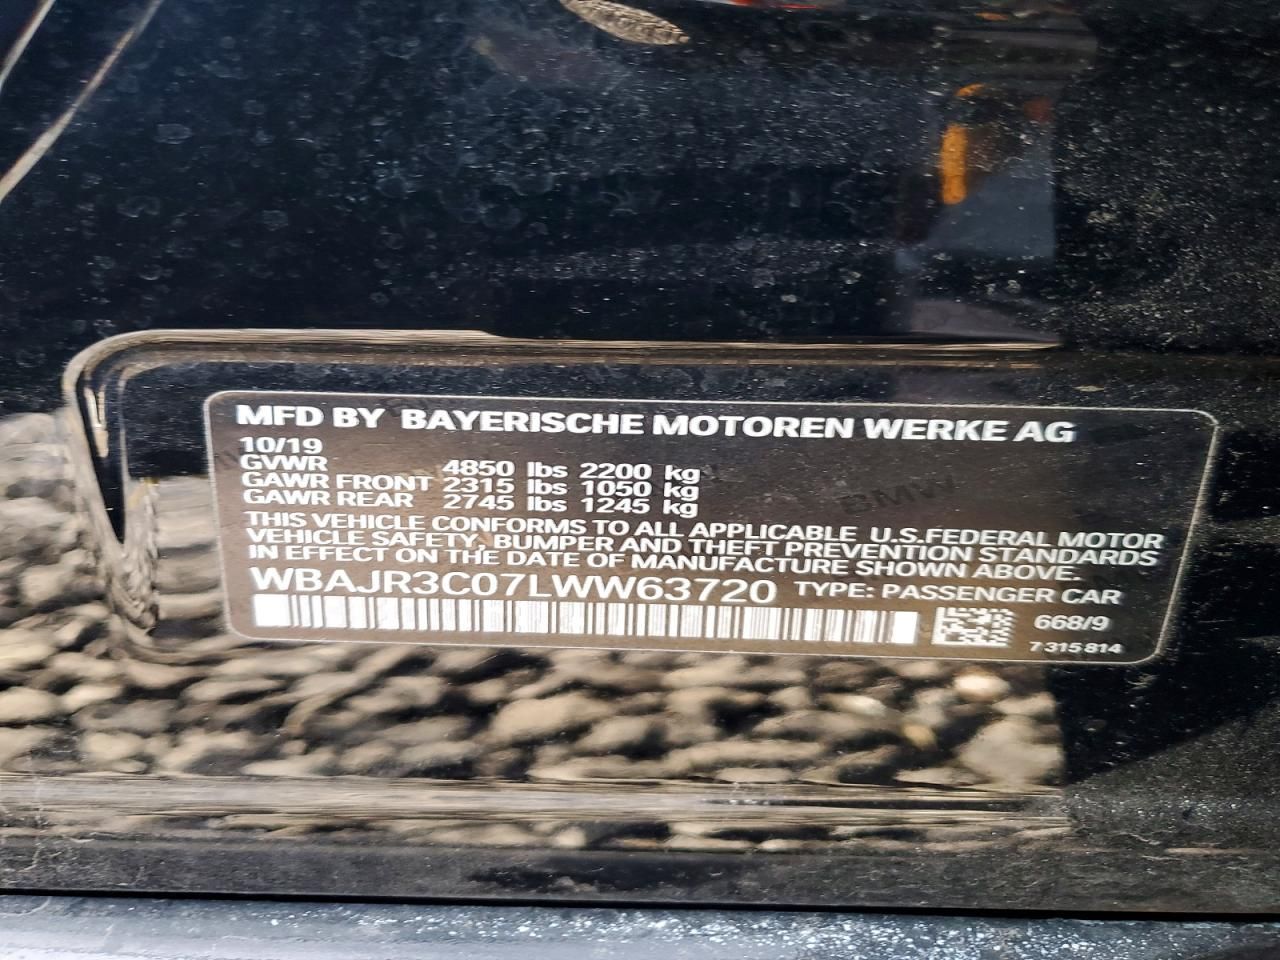 MFD BY BAYERISCHE MOTOREN WERKE AG
10/19
GVWR 4850 lbs 2200 kg
GAWR FRONT 2315 lbs 1050 kg
GAWR REAR 2745 lbs 1245 kg
THIS VEHICLE CONFORMS TO ALL APPLICABLE U.S.FEDERAL MOTOR
VEHICLE SAFETY, BUMPER AND THEFT PREVENTION STANDARDS
IN EFFECT ON THE DATE OF MANUFACTURE SHOWN ABOVE.
WBAJR3C07LWW63720 TYPE: PASSENGER CAR
668/9
7 315 814
BMW